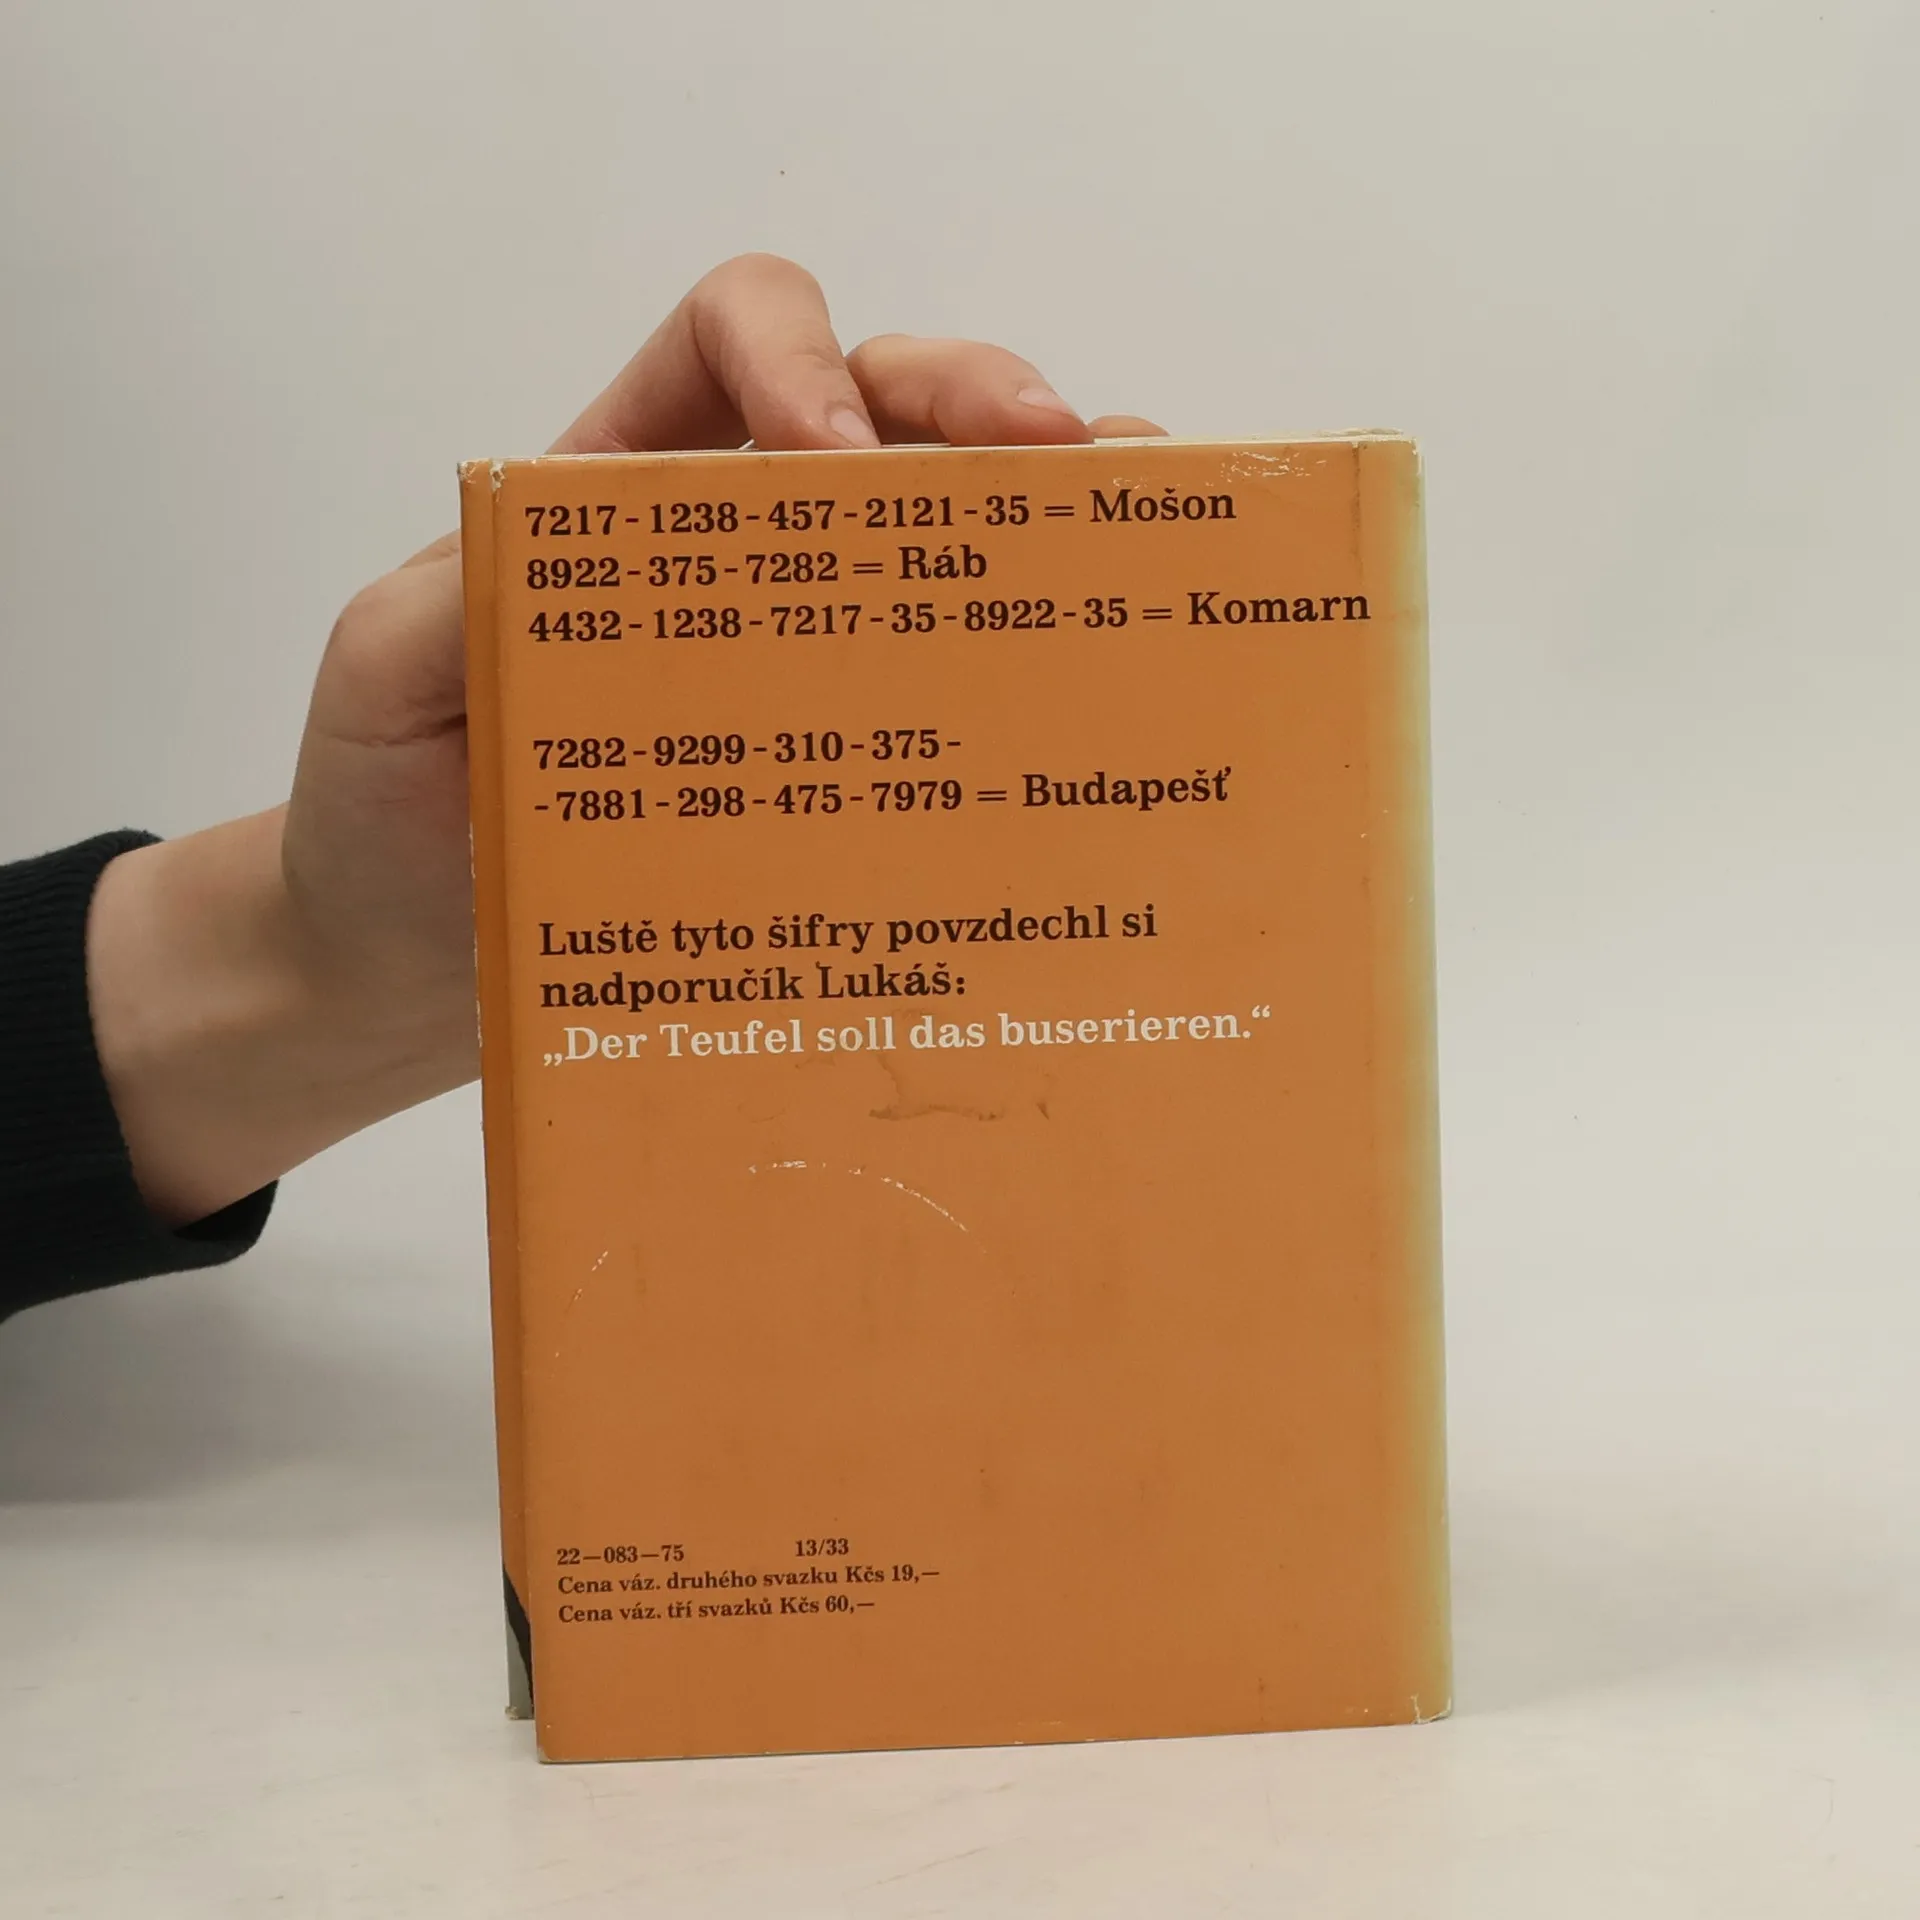 7217-1238-457-2121-35 = Mošon
8922-375-7282 = Ráb
4432-1238-7217-35-8922-35 = Komarn
7282-9299-310-375-
-7881-298-475-7979 = Budapešť
Luště tyto šifry povzdechl si
nadporučík Lukáš:
„Der Teufel soll das buserieren.“
22—083—75 13/33
Cena váz. druhého svazku Kčs 19,—
Cena váz. tří svazků Kčs 60,—